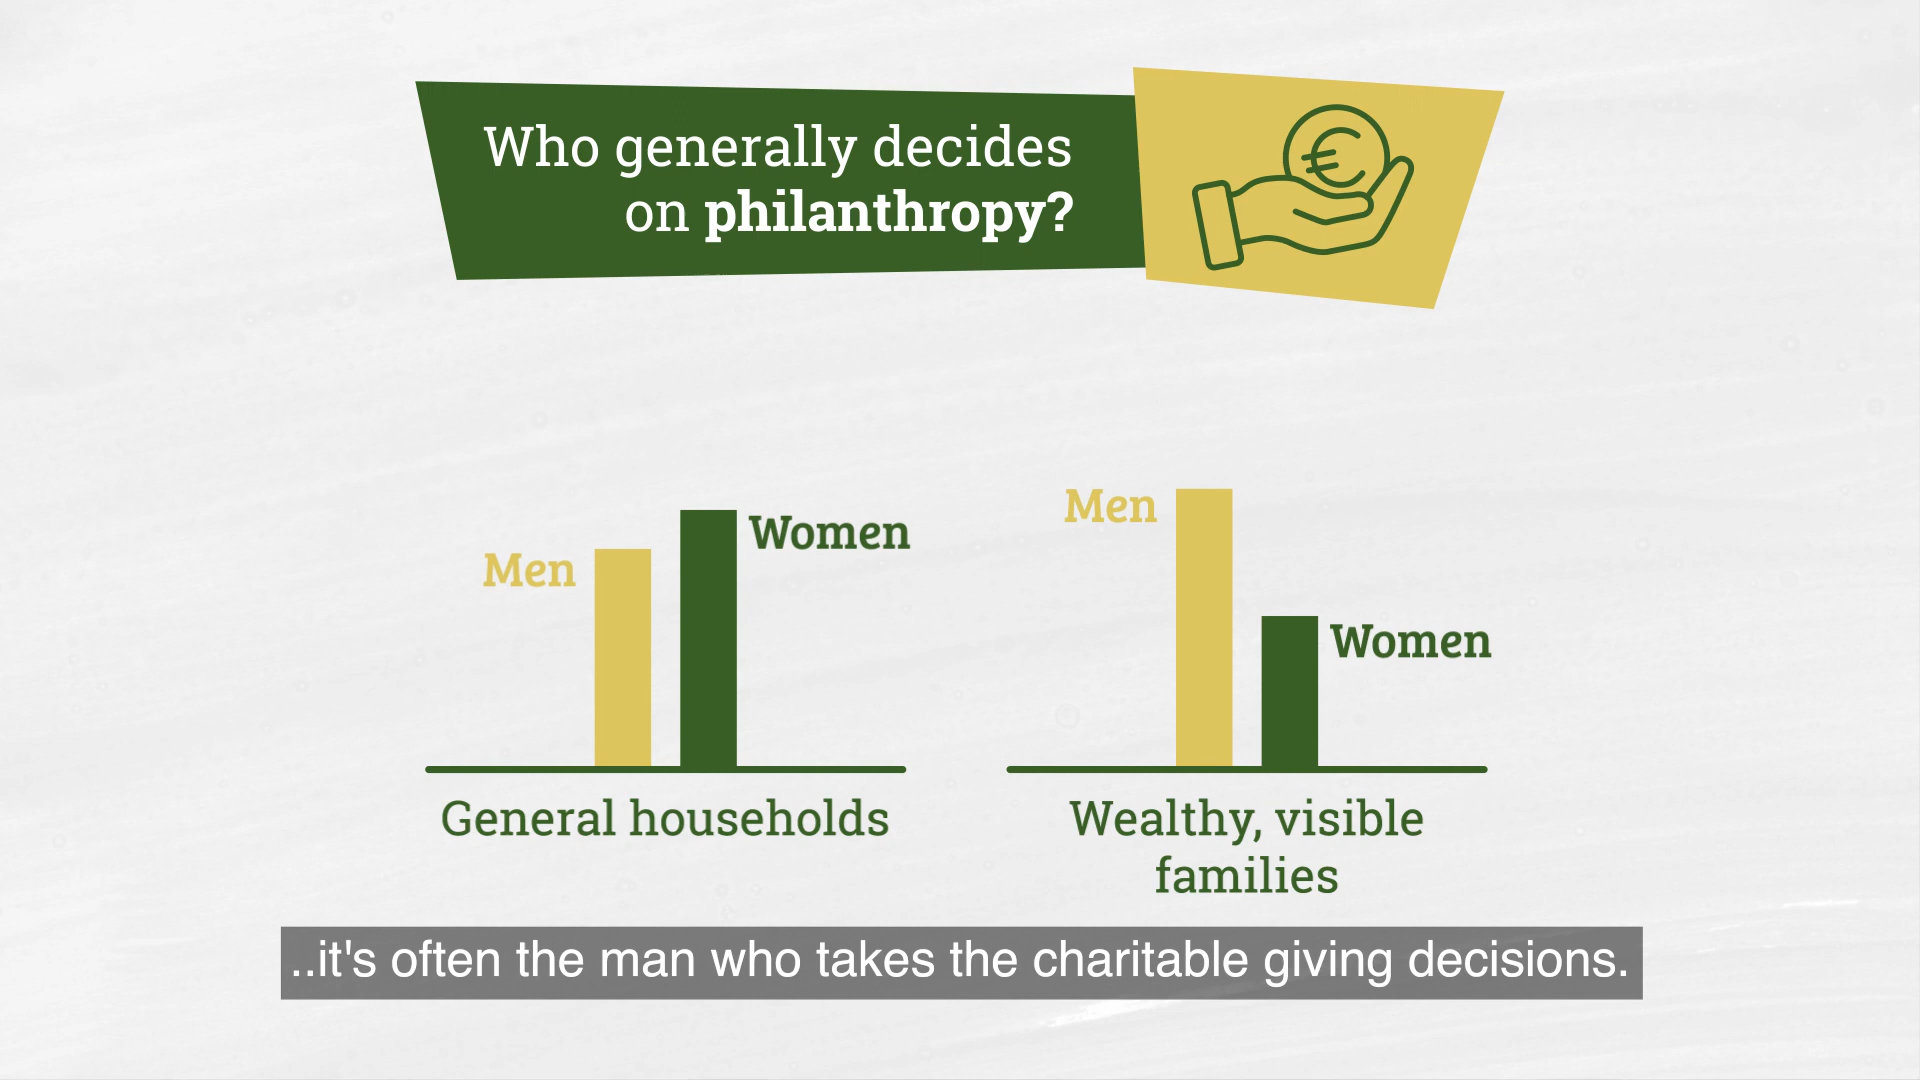 Who generally decides
on philanthropy?
Men
Women
General households
Men
Women
Wealthy, visible
families
..it's often the man who takes the charitable giving decisions.